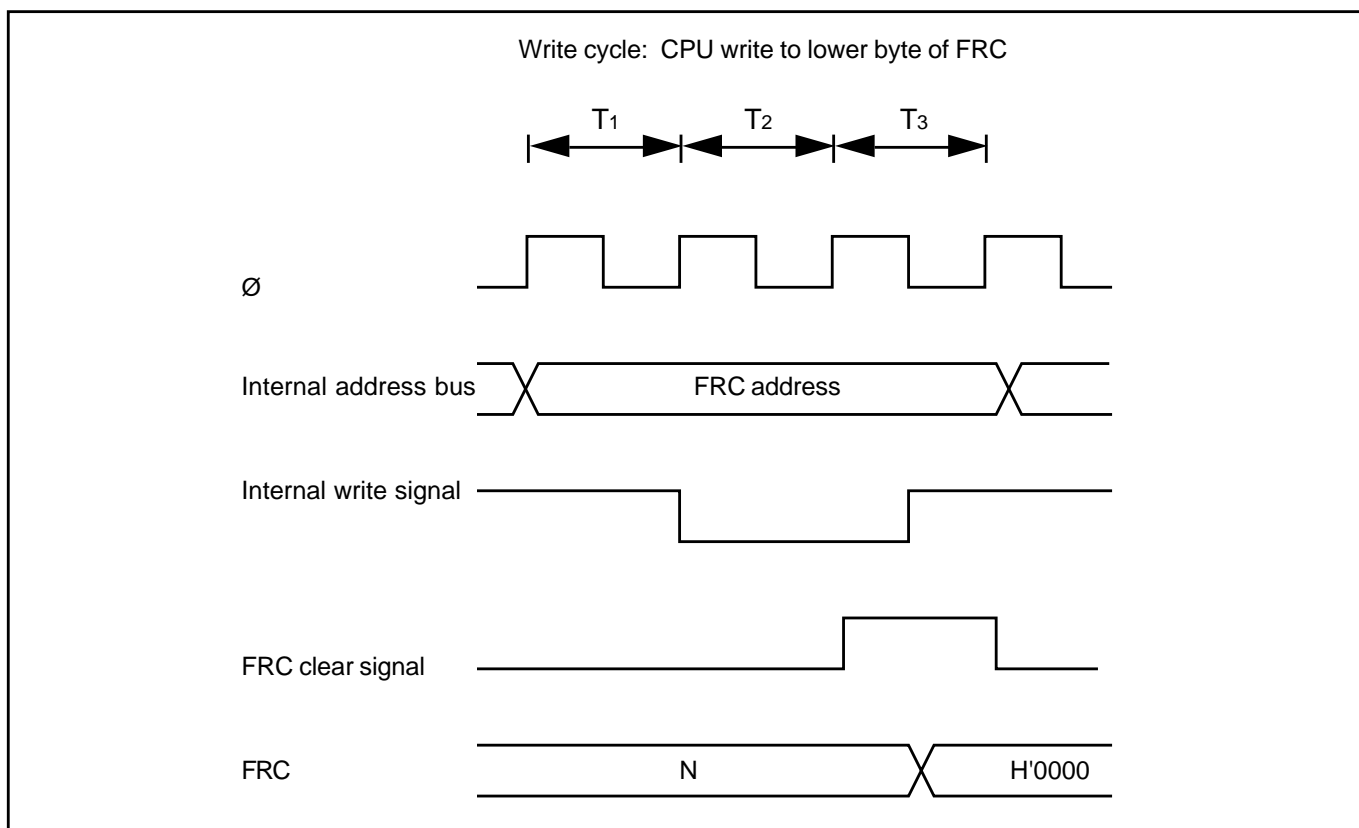 Write cycle: CPU write to lower byte of FRC
T1 T2 T3
Ø
Internal address bus
FRC address
Internal write signal
FRC clear signal
FRC
N
H'0000